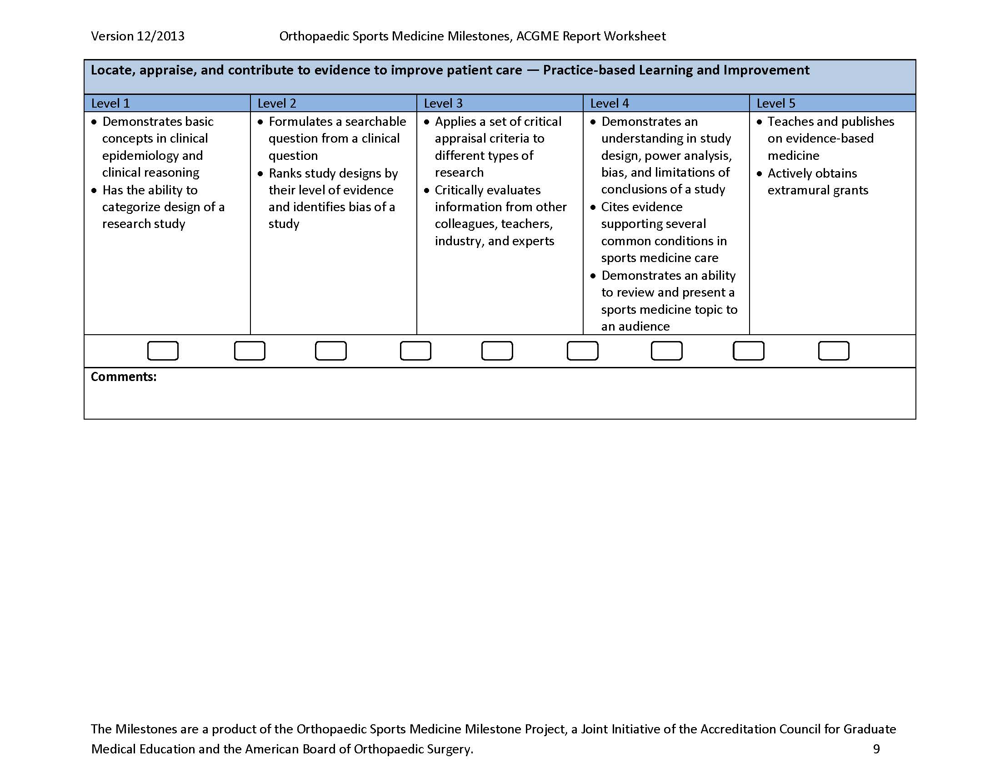 Version 12/2013 Orthopaedic Sports Medicine Milestones, ACGME Report Worksheet
Locate, appraise, and contribute to evidence to improve patient care — Practice-based Learning and Improvement
Level 1
• Demonstrates basic
concepts in clinical
epidemiology and
clinical reasoning
• Has the ability to
categorize design of a
research study
Level 2
• Formulates a searchable
question from a clinical
question
• Ranks study designs by
their level of evidence
and identifies bias of a
study
Level 3
• Applies a set of critical
appraisal criteria to
different types of
research
• Critically evaluates
information from other
colleagues, teachers,
industry, and experts
Level 4
• Demonstrates an
understanding in study
design, power analysis,
bias, and limitations of
conclusions of a study
• Cites evidence
supporting several
common conditions in
sports medicine care
• Demonstrates an ability
to review and present a
sports medicine topic to
an audience
Level 5
• Teaches and publishes
on evidence-based
medicine
• Actively obtains
extramural grants
Comments:
The Milestones are a product of the Orthopaedic Sports Medicine Milestone Project, a Joint Initiative of the Accreditation Council for Graduate
Medical Education and the American Board of Orthopaedic Surgery. 9